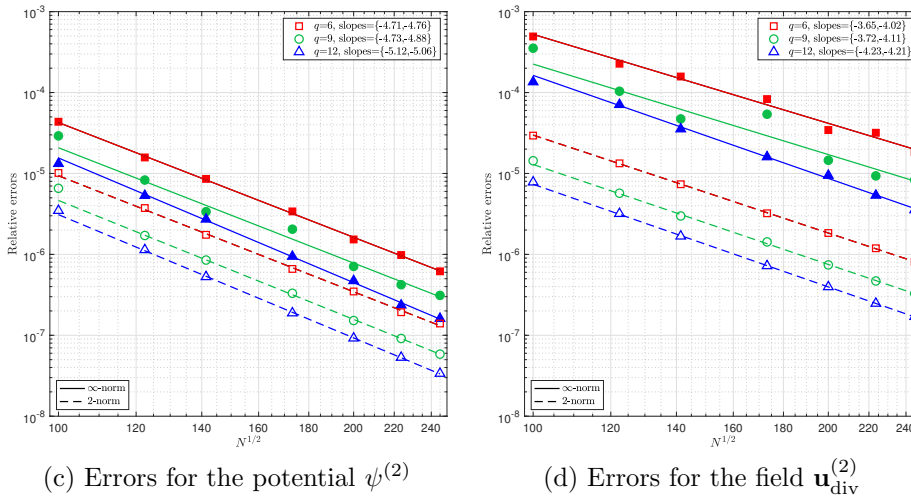 10^{-3}
10^{-4}
10^{-5}
10^{-6}
10^{-7}
10^{-8}
Relative errors
q=6, slopes={-4.71,-4.76}
q=9, slopes={-4.73,-4.88}
q=12, slopes={-5.12,-5.06}
∞-norm
2-norm
100 120 140 160 180 200 220 240
N^{1/2}
(c) Errors for the potential ψ^{(2)}
10^{-3}
10^{-4}
10^{-5}
10^{-6}
10^{-7}
10^{-8}
Relative errors
q=6, slopes={-3.65,-4.02}
q=9, slopes={-3.72,-4.11}
q=12, slopes={-4.23,-4.21}
∞-norm
2-norm
100 120 140 160 180 200 220 240
N^{1/2}
(d) Errors for the field u_{div}^{(2)}